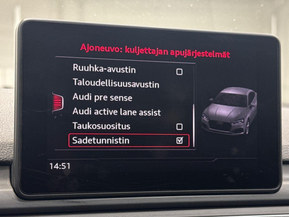 Ajoneuvo: kuljettajan apujärjestelmät
Ruuhka-avustin
Taloudellisuusavustin
Audi pre sense
Audi active lane assist
Taukosuositus
Sadetunnistin
14:51